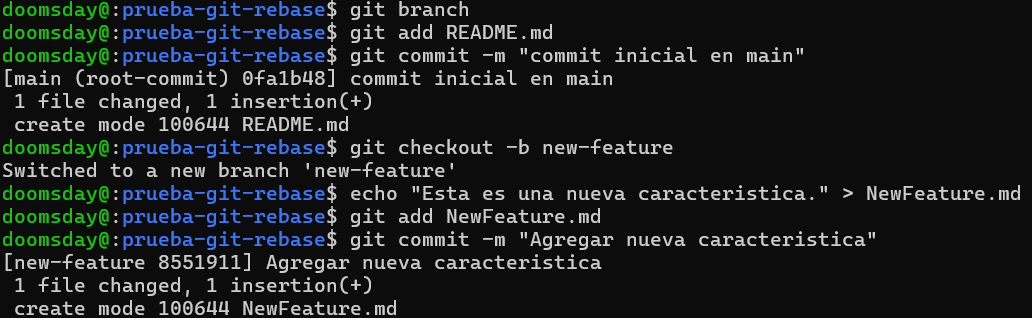 doomsday@:prueba-git-rebase$ git branch
doomsday@:prueba-git-rebase$ git add README.md
doomsday@:prueba-git-rebase$ git commit -m "commit inicial en main"
[main (root-commit) 0fa1b48] commit inicial en main
 1 file changed, 1 insertion(+)
 create mode 100644 README.md
doomsday@:prueba-git-rebase$ git checkout -b new-feature
Switched to a new branch 'new-feature'
doomsday@:prueba-git-rebase$ echo "Esta es una nueva caracteristica." > NewFeature.md
doomsday@:prueba-git-rebase$ git add NewFeature.md
doomsday@:prueba-git-rebase$ git commit -m "Agregar nueva caracteristica"
[new-feature 8551911] Agregar nueva caracteristica
 1 file changed, 1 insertion(+)
 create mode 100644 NewFeature.md